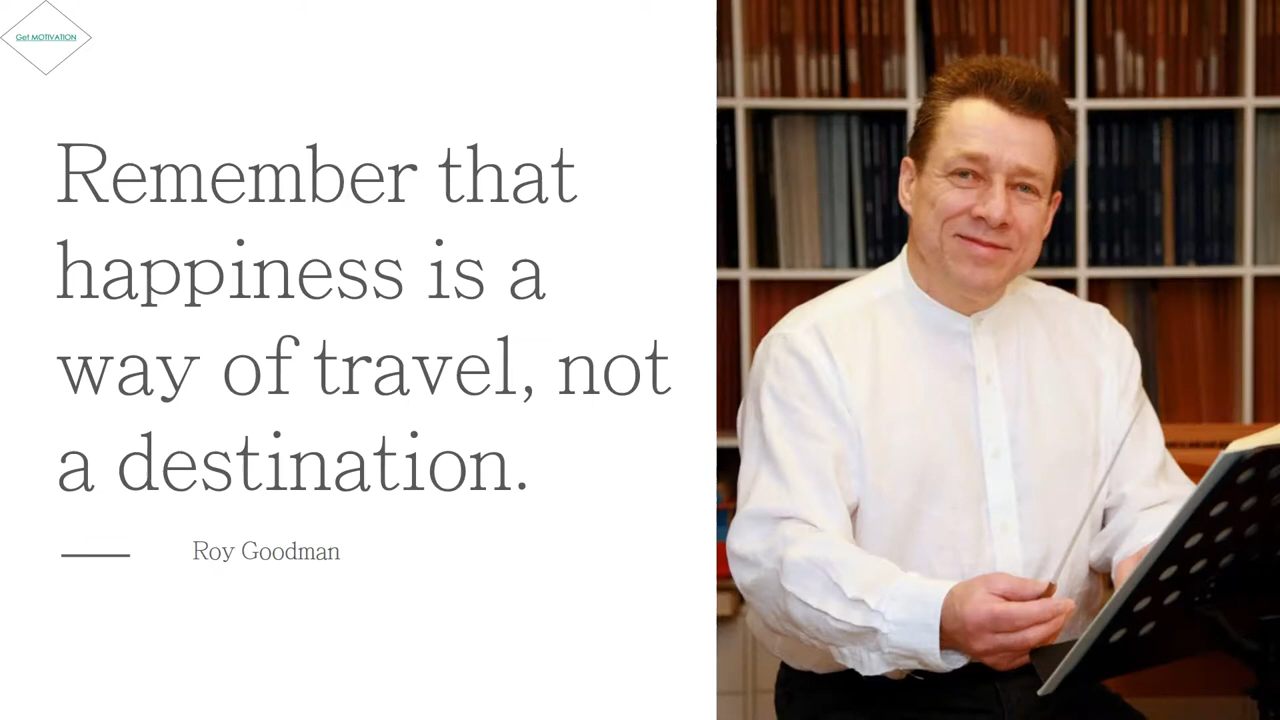 Get MOTIVATION
Remember that
happiness is a
way of travel, not
a destination.
Roy Goodman